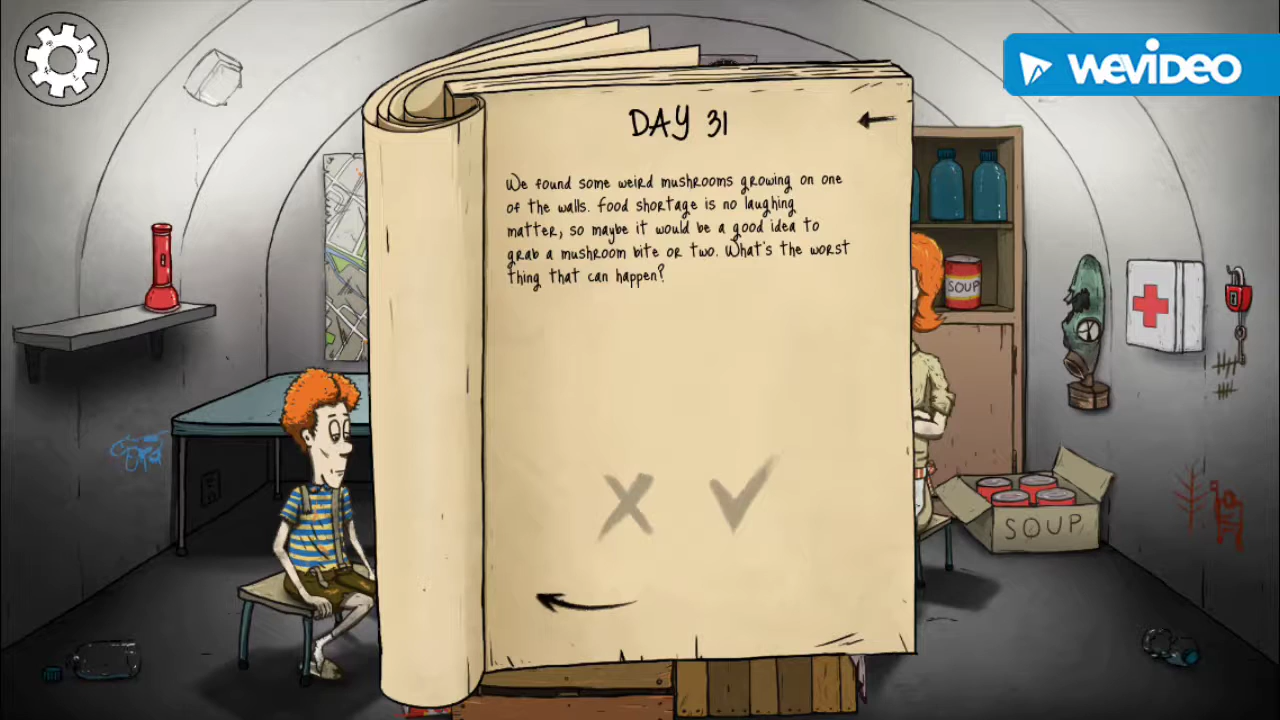 WEVIDEO
DAY 31
We found some weird mushrooms growing on one
of the walls. Food shortage is no laughing
matter, so maybe it would be a good idea to
grab a mushroom bite or two. What's the worst
thing that can happen?
SOUP
SOUP